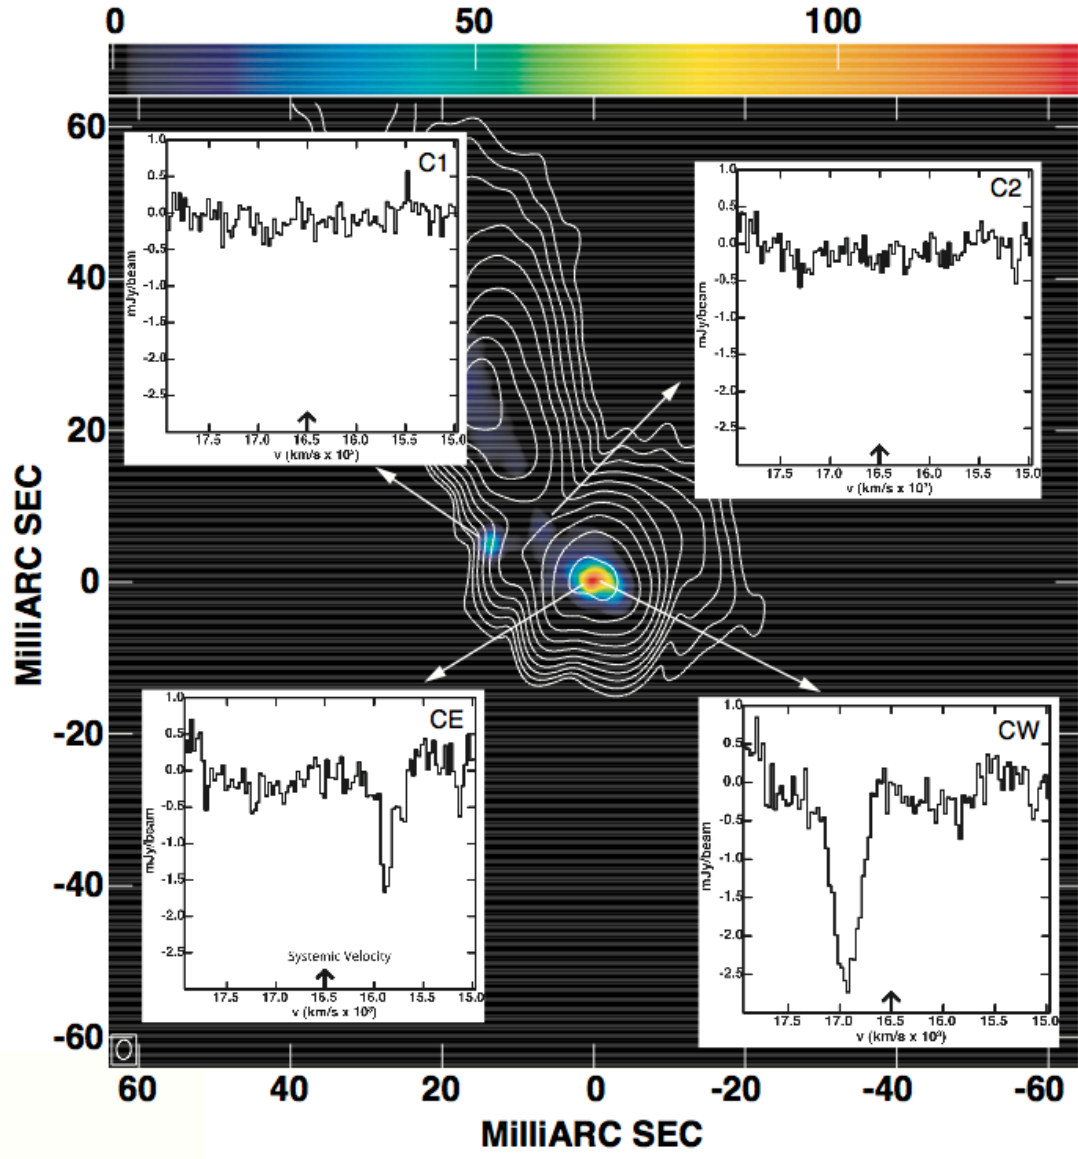 0 50 100
60
40
20
0
-20
-40
-60
MilliARC SEC
60 40 20 0 -20 -40 -60
MilliARC SEC
C1
1.0
0.5
0.0
-0.5
-1.0
-1.5
-2.0
-2.5
mJy/beam
17.5 17.0 16.5 16.0 15.5 15.0
v (km/s x 10³)
C2
1.0
0.5
0.0
-0.5
-1.0
-1.5
-2.0
-2.5
mJy/beam
17.5 17.0 16.5 16.0 15.5 15.0
v (km/s x 10³)
CE
1.0
0.5
0.0
-0.5
-1.0
-1.5
-2.0
-2.5
mJy/beam
Systemic Velocity
17.5 17.0 16.5 16.0 15.5 15.0
v (km/s x 10³)
CW
1.0
0.5
0.0
-0.5
-1.0
-1.5
-2.0
-2.5
mJy/beam
17.5 17.0 16.5 16.0 15.5 15.0
v (km/s x 10³)